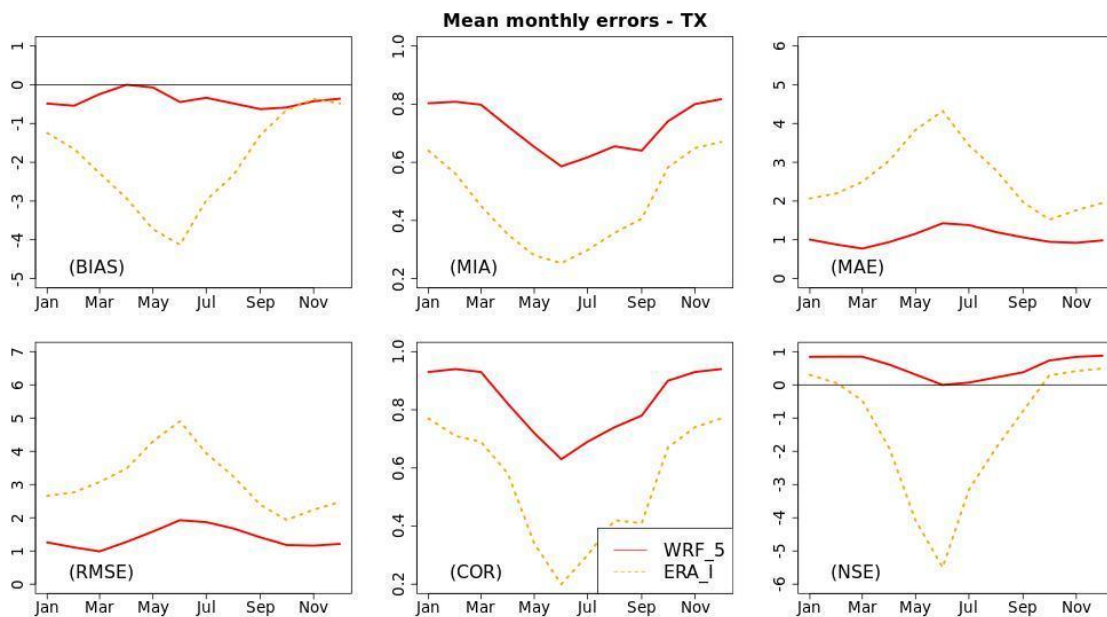 Mean monthly errors - TX
1
0
-1
-2
-3
-4
-5
(BIAS)
Jan Mar May Jul Sep Nov
1.0
0.8
0.6
0.4
0.2
(MIA)
Jan Mar May Jul Sep Nov
6
5
4
3
2
1
0
(MAE)
Jan Mar May Jul Sep Nov
7
6
5
4
3
2
1
0
(RMSE)
Jan Mar May Jul Sep Nov
1.0
0.8
0.6
0.4
0.2
(COR)
WRF_5
ERA_I
Jan Mar May Jul Sep Nov
1
0
-1
-2
-3
-4
-5
-6
(NSE)
Jan Mar May Jul Sep Nov